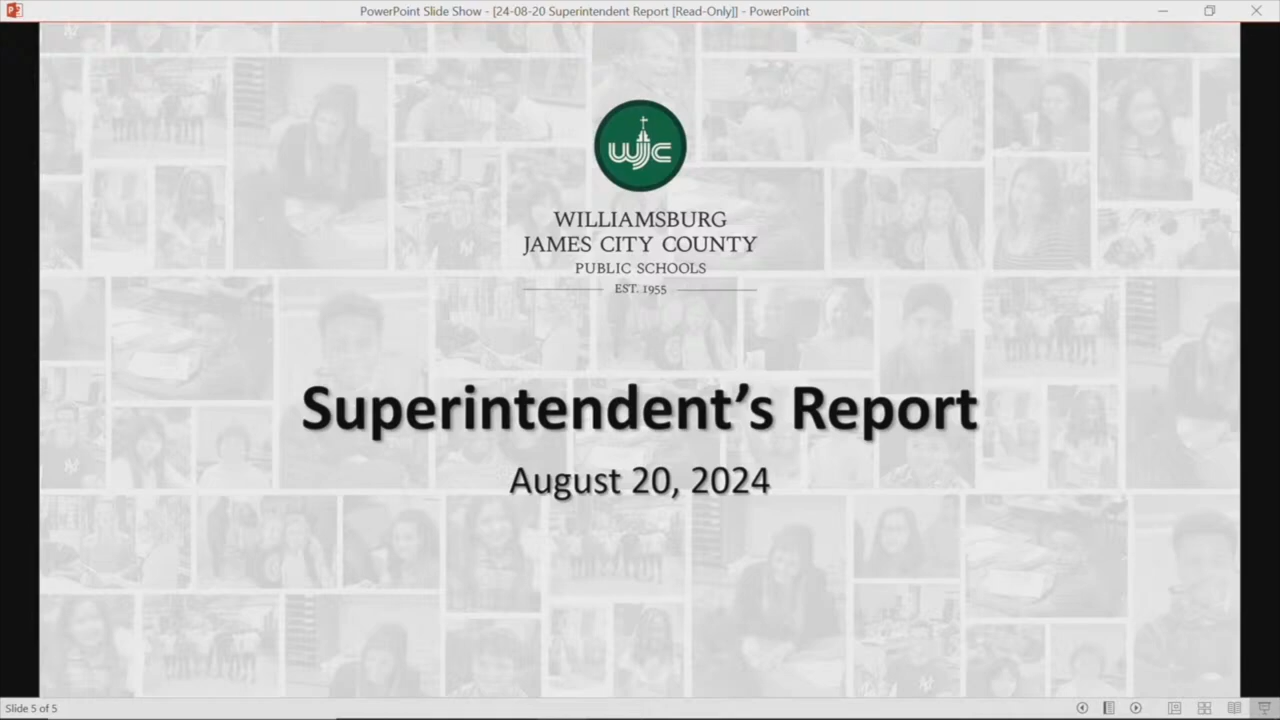 PowerPoint Slide Show - [24-08-20 Superintendent Report [Read-Only]] - PowerPoint
wjc
WILLIAMSBURG
JAMES CITY COUNTY
PUBLIC SCHOOLS
EST. 1955
Superintendent's Report
August 20, 2024
Slide 5 of 5